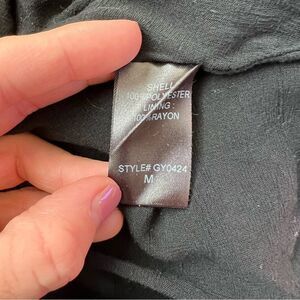 SHELL
100% POLYESTER
LINING:
100%RAYON
STYLE# GY0424
M